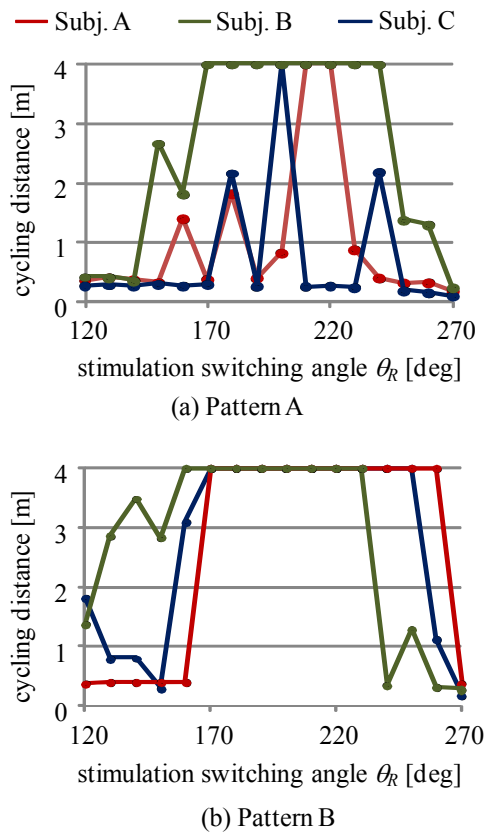 Subj. A Subj. B Subj. C
4
3
2
1
0
cycling distance [m]
120 170 220 270
stimulation switching angle θR [deg]
(a) Pattern A
4
3
2
1
0
cycling distance [m]
120 170 220 270
stimulation switching angle θR [deg]
(b) Pattern B